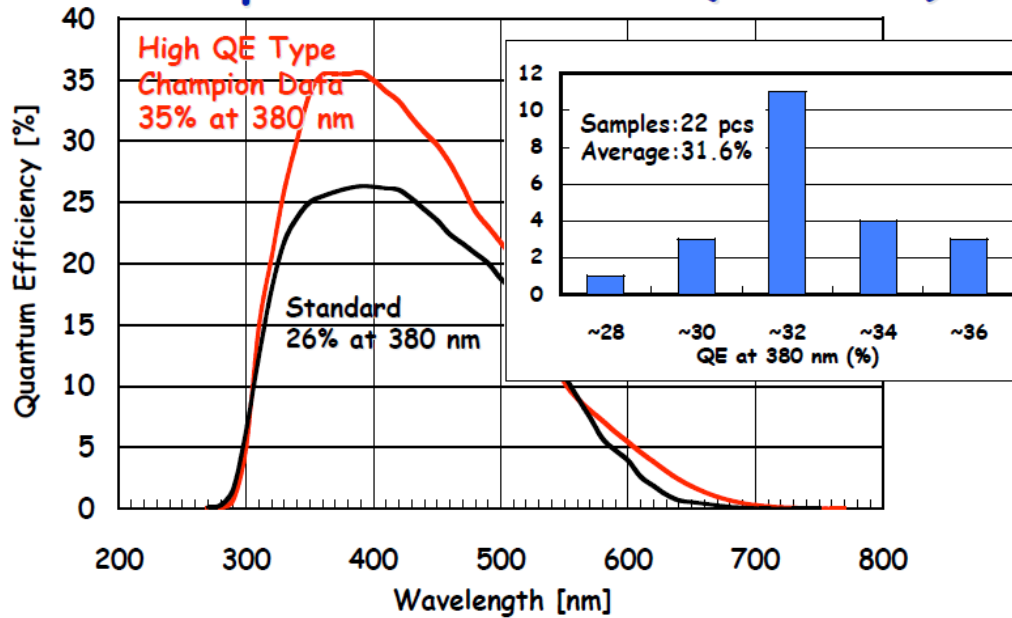 High QE Type
Champion Data
35% at 380 nm
Standard
26% at 380 nm
Quantum Efficiency [%]
40
35
30
25
20
15
10
5
0
200 300 400 500 600 700 800
Wavelength [nm]
12
10
8
6
4
2
0
Samples:22 pcs
Average:31.6%
~28 ~30 ~32 ~34 ~36
QE at 380 nm (%)